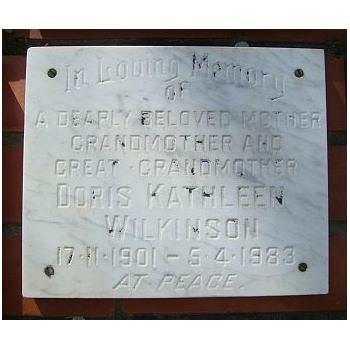 In Loving Memory
OF
A DEARLY BELOVED MOTHER
GRANDMOTHER AND
GREAT-GRANDMOTHER
DORIS KATHLEEN
WILKINSON
17·11·1901 - 5·4·1983
AT PEACE.